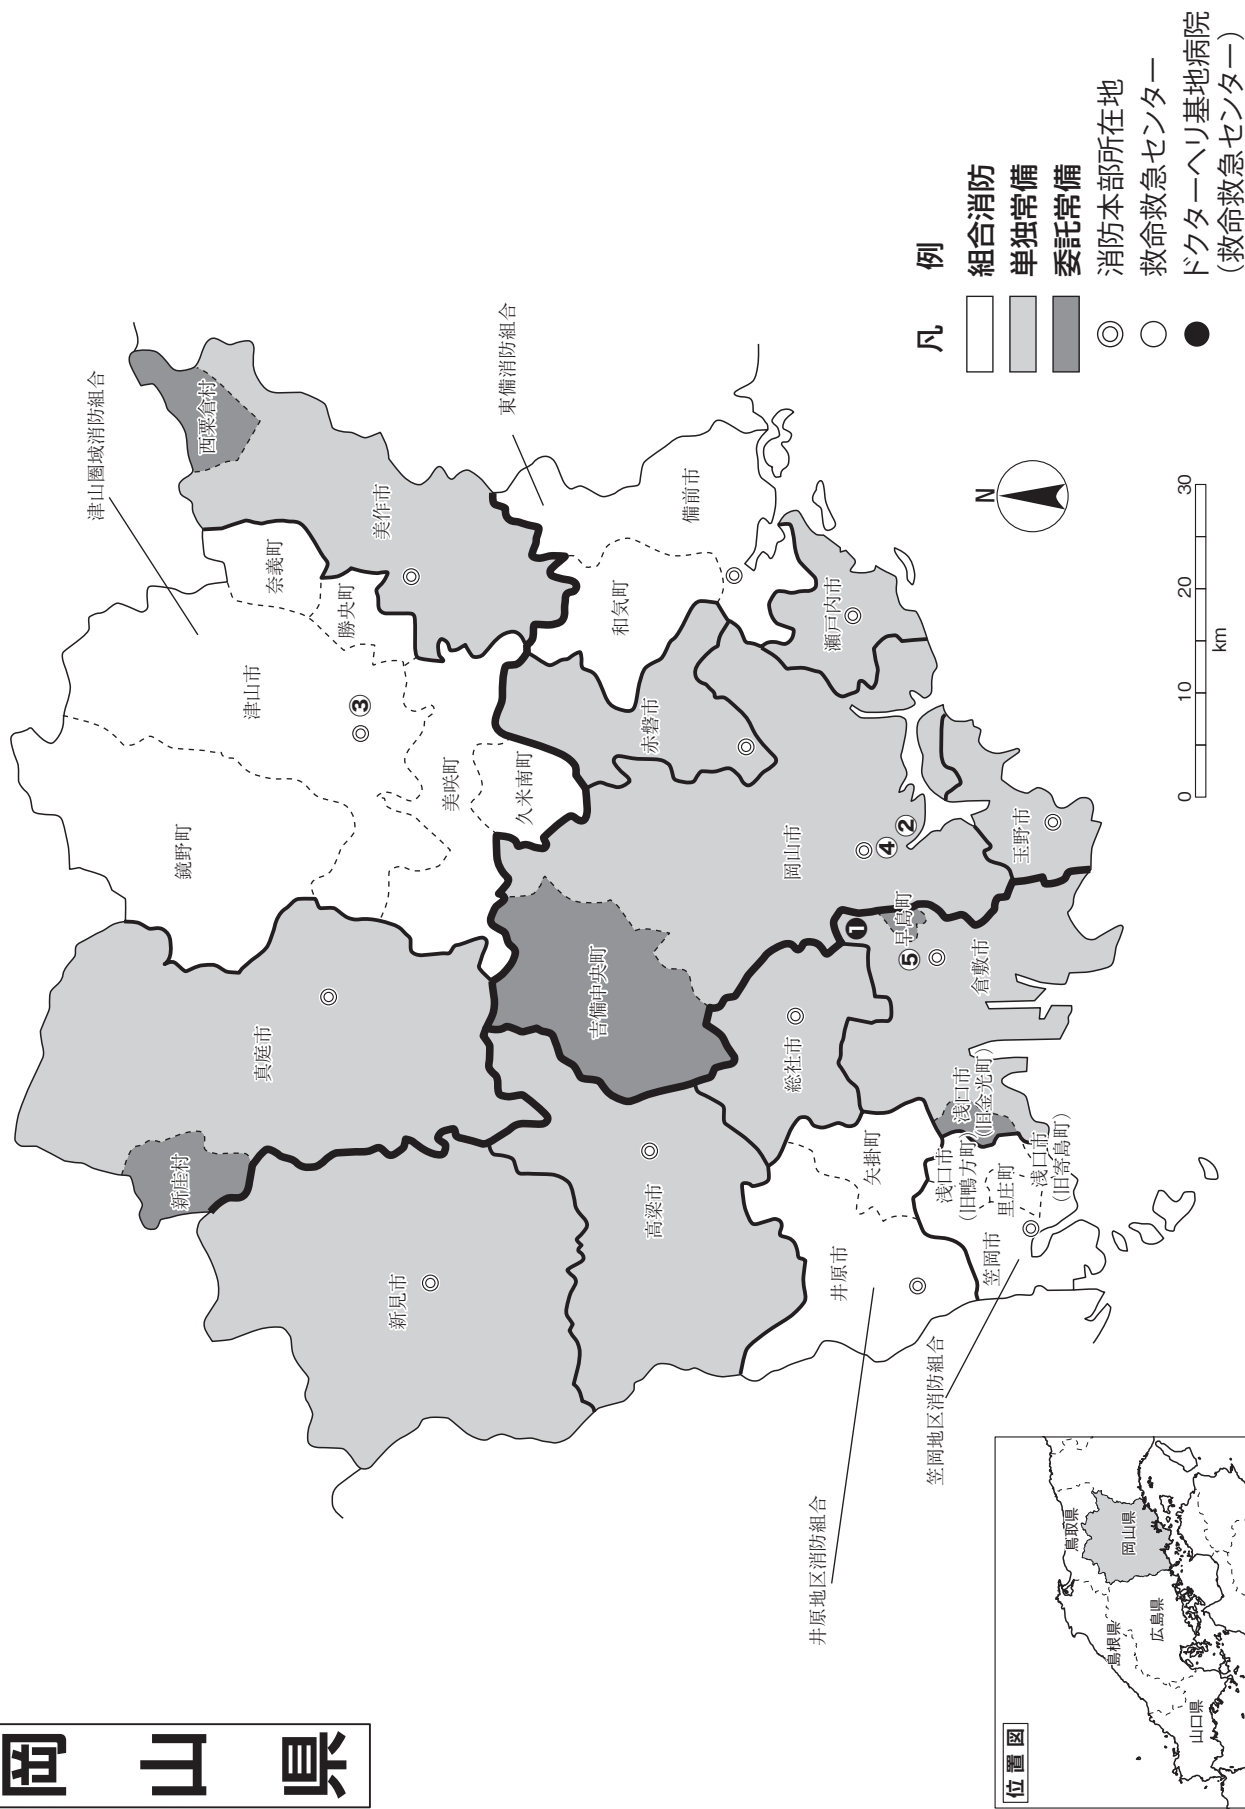 岡山県
津山圏域消防組合
東備消防組合
西粟倉村
美作市
奈義町
勝央町
津山市
③
鏡野町
美咲町
久米南町
真庭市
新庄村
新見市
高梁市
吉備中央町
和気町
備前市
赤磐市
瀬戸内市
岡山市
④
②
玉野市
①
早島町
⑤
倉敷市
総社市
浅口市
(旧金光町)
矢掛町
浅口市
(旧鴨方町)
里庄町
浅口市
(旧寄島町)
井原市
笠岡市
井原地区消防組合
笠岡地区消防組合
N
0 10 20 30
km
凡 例
組合消防
単独常備
委託常備
消防本部所在地
救命救急センター
ドクターヘリ基地病院
(救命救急センター)
位置図
鳥取県
岡山県
島根県
広島県
山口県